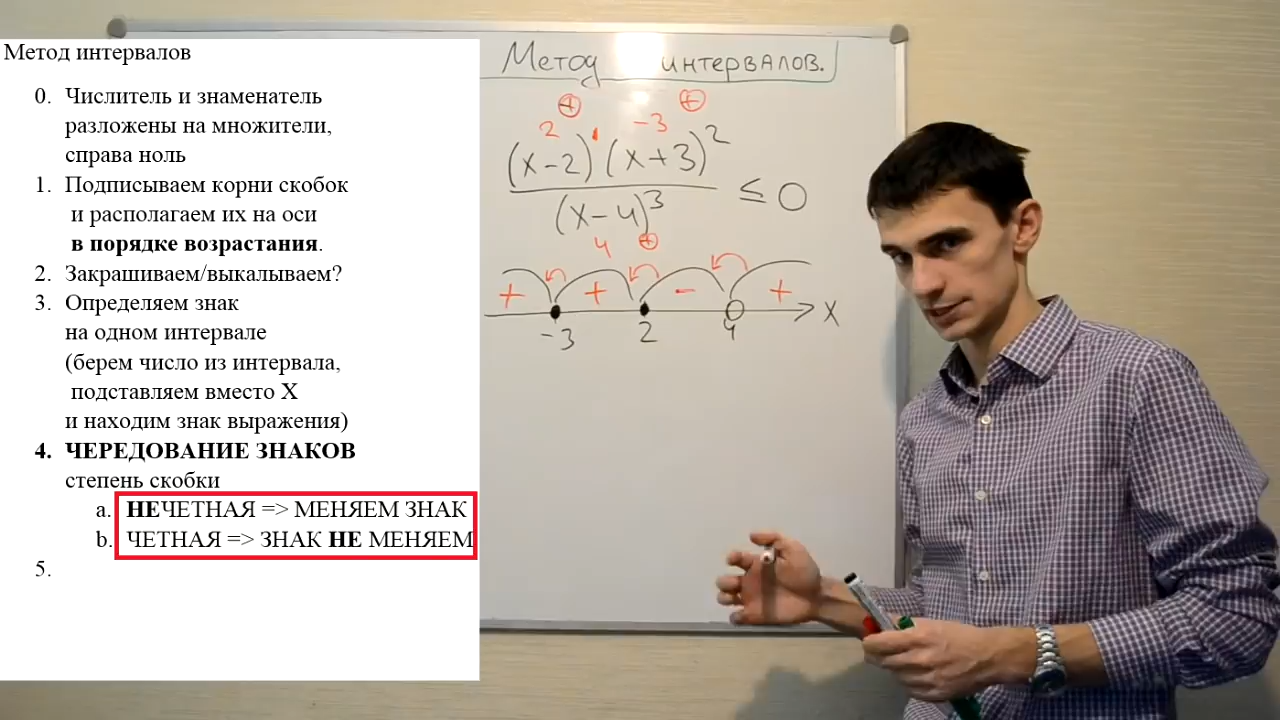 Метод интервалов
0. Числитель и знаменатель
разложены на множители,
справа ноль
1. Подписываем корни скобок
и располагаем их на оси
в порядке возрастания.
2. Закрашиваем/выкалываем?
3. Определяем знак
на одном интервале
(берем число из интервала,
подставляем вместо X
и находим знак выражения)
4. ЧЕРЕДОВАНИЕ ЗНАКОВ
степень скобки
a. НЕЧЕТНАЯ => МЕНЯЕМ ЗНАК
b. ЧЕТНАЯ => ЗНАК НЕ МЕНЯЕМ
5.
Метод интервалов.
+ +
2 -3
(x-2) · (x+3)²
(x-4)³ ≤ 0
4 +
+ + - +
-3 2 4 x